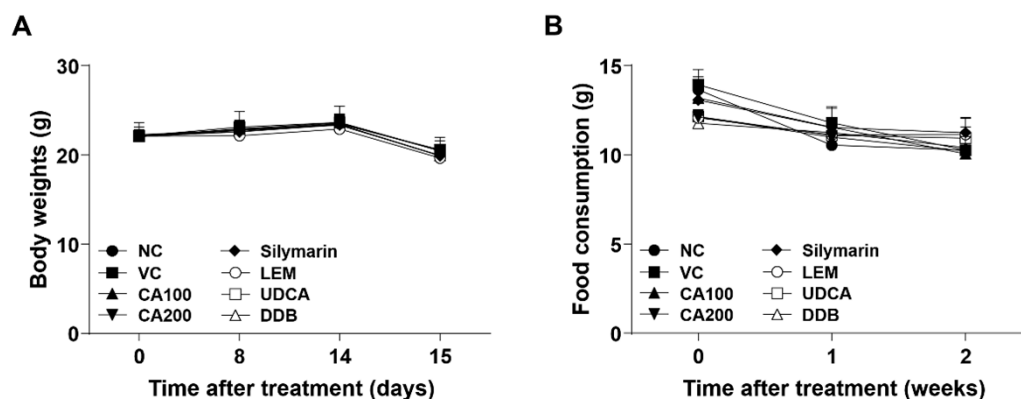 A
Body weights (g)
30
20
10
0
NC
VC
CA100
CA200
Silymarin
LEM
UDCA
DDB
0 8 14 15
Time after treatment (days)
B
Food consumption (g)
15
10
5
0
NC
VC
CA100
CA200
Silymarin
LEM
UDCA
DDB
0 1 2
Time after treatment (weeks)